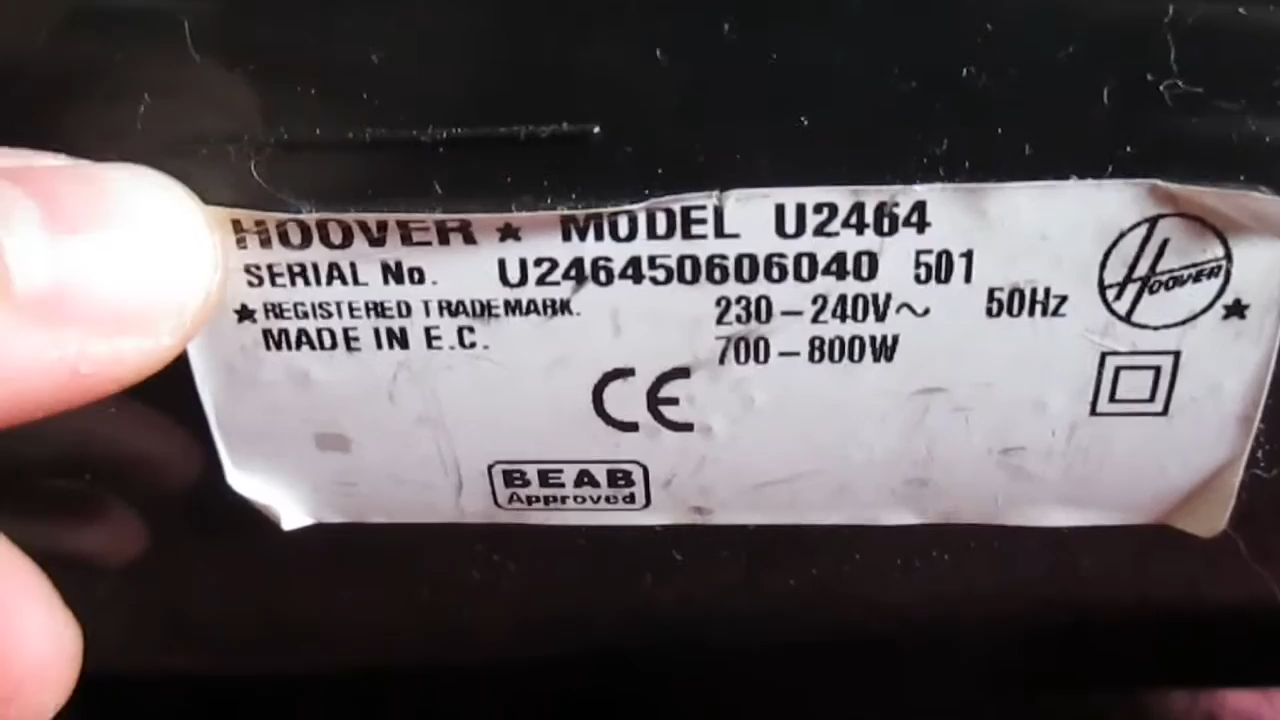 HOOVER ★ MODEL U2464
SERIAL No. U246450606040 501
★ REGISTERED TRADEMARK. 230-240V~ 50Hz
MADE IN E.C. 700-800W
HOOVER ★
CE
BEAB
Approved